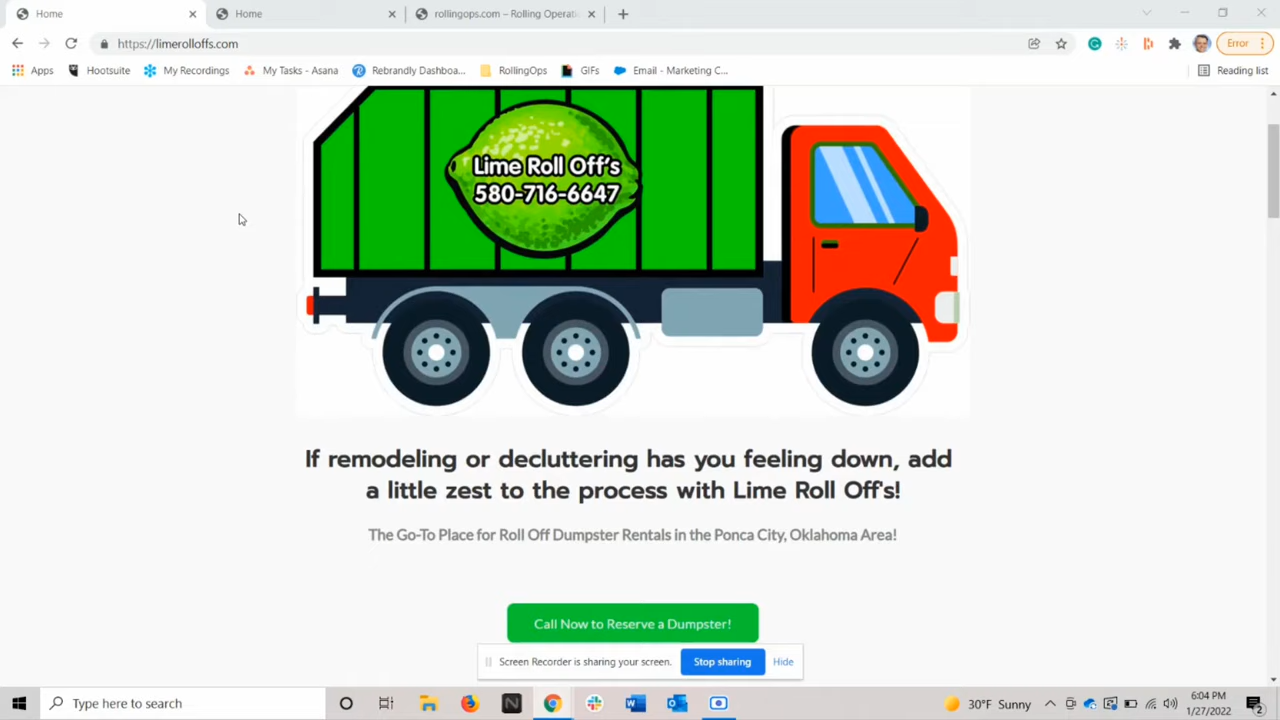 Home
Home
rollingops.com – Rolling Operati
https://limerolloffs.com
Error
Apps
Hootsuite
My Recordings
My Tasks - Asana
Rebrandly Dashboa...
RollingOps
GIFs
Email - Marketing C...
Reading list
Lime Roll Off's
580-716-6647
If remodeling or decluttering has you feeling down, add
a little zest to the process with Lime Roll Off's!
The Go-To Place for Roll Off Dumpster Rentals in the Ponca City, Oklahoma Area!
Call Now to Reserve a Dumpster!
Screen Recorder is sharing your screen.
Stop sharing
Hide
Type here to search
30°F Sunny
6:04 PM
1/27/2022
2